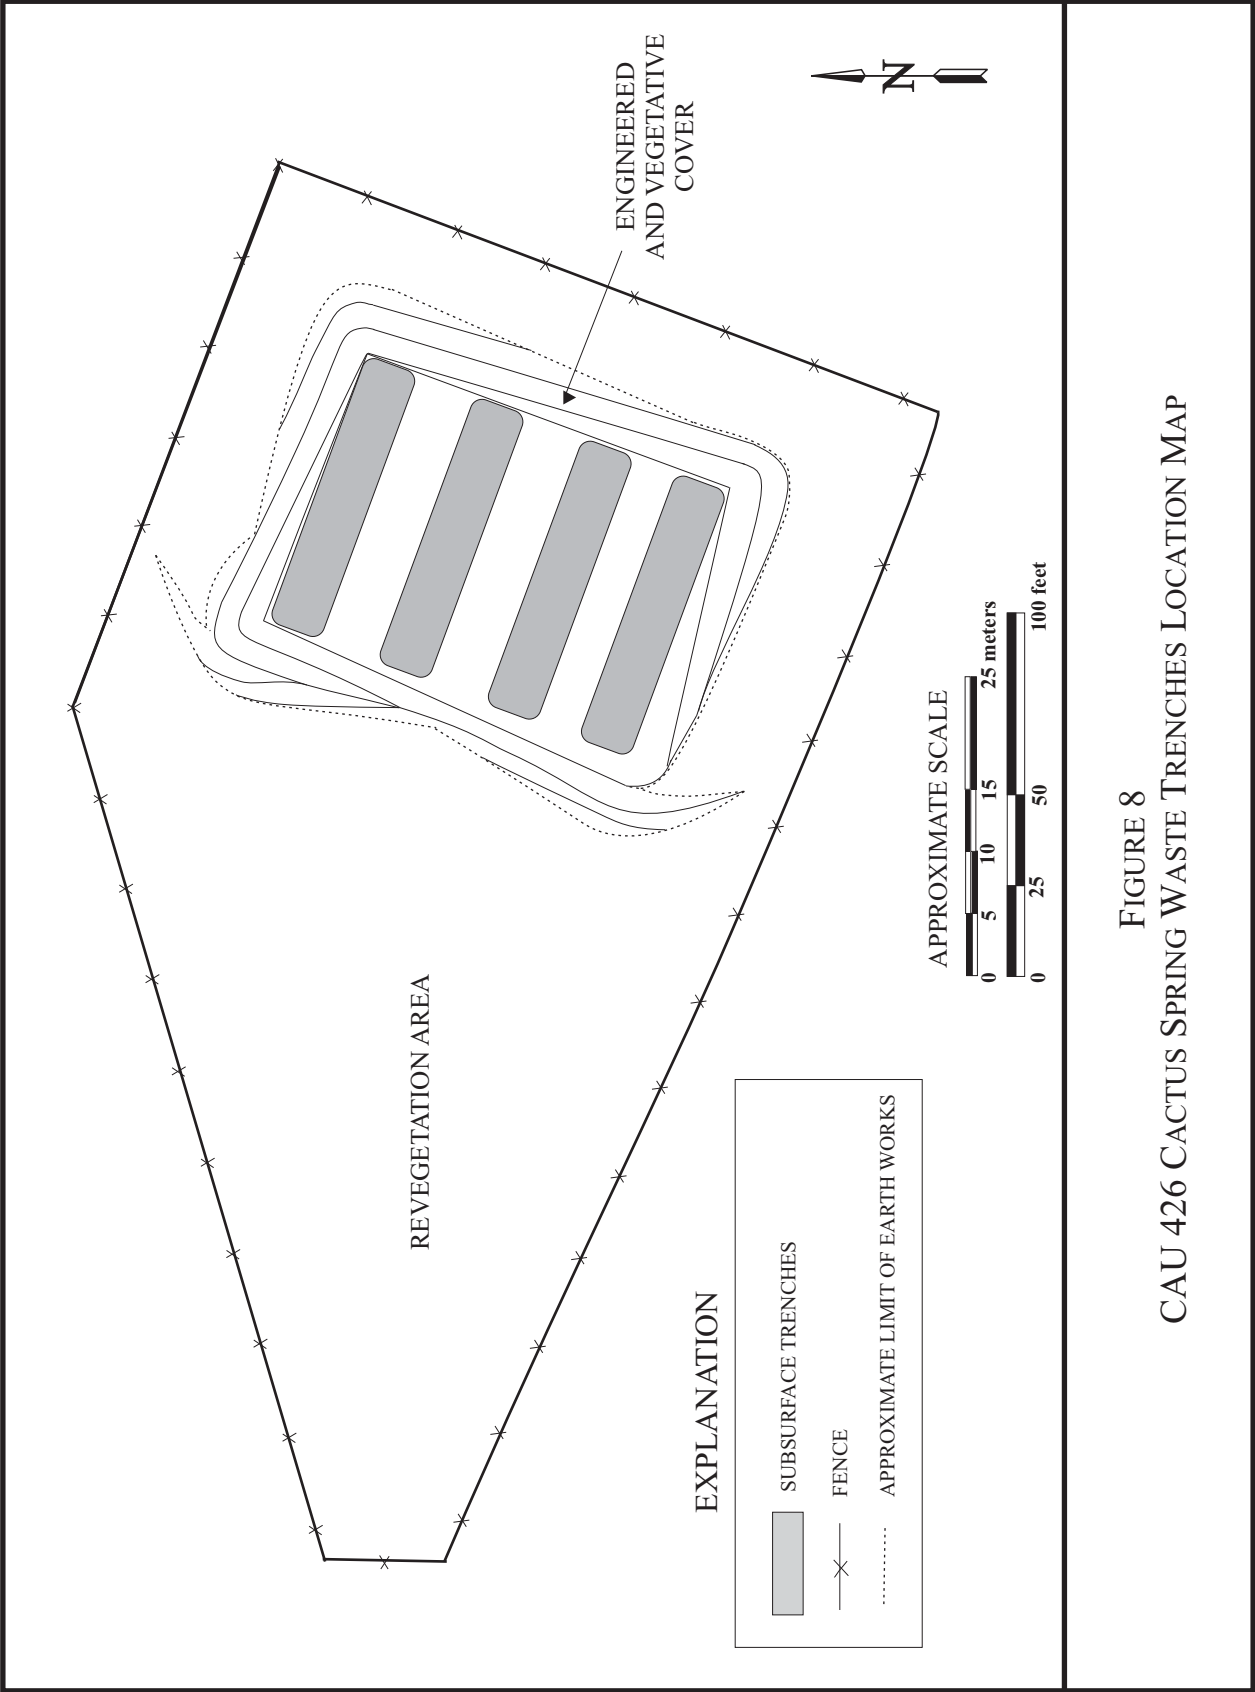 ENGINEERED
AND VEGETATIVE
COVER
N
REVEGETATION AREA
EXPLANATION
SUBSURFACE TRENCHES
FENCE
APPROXIMATE LIMIT OF EARTH WORKS
APPROXIMATE SCALE
0 5 10 15 25 meters
0 25 50 100 feet
FIGURE 8
CAU 426 CACTUS SPRING WASTE TRENCHES LOCATION MAP